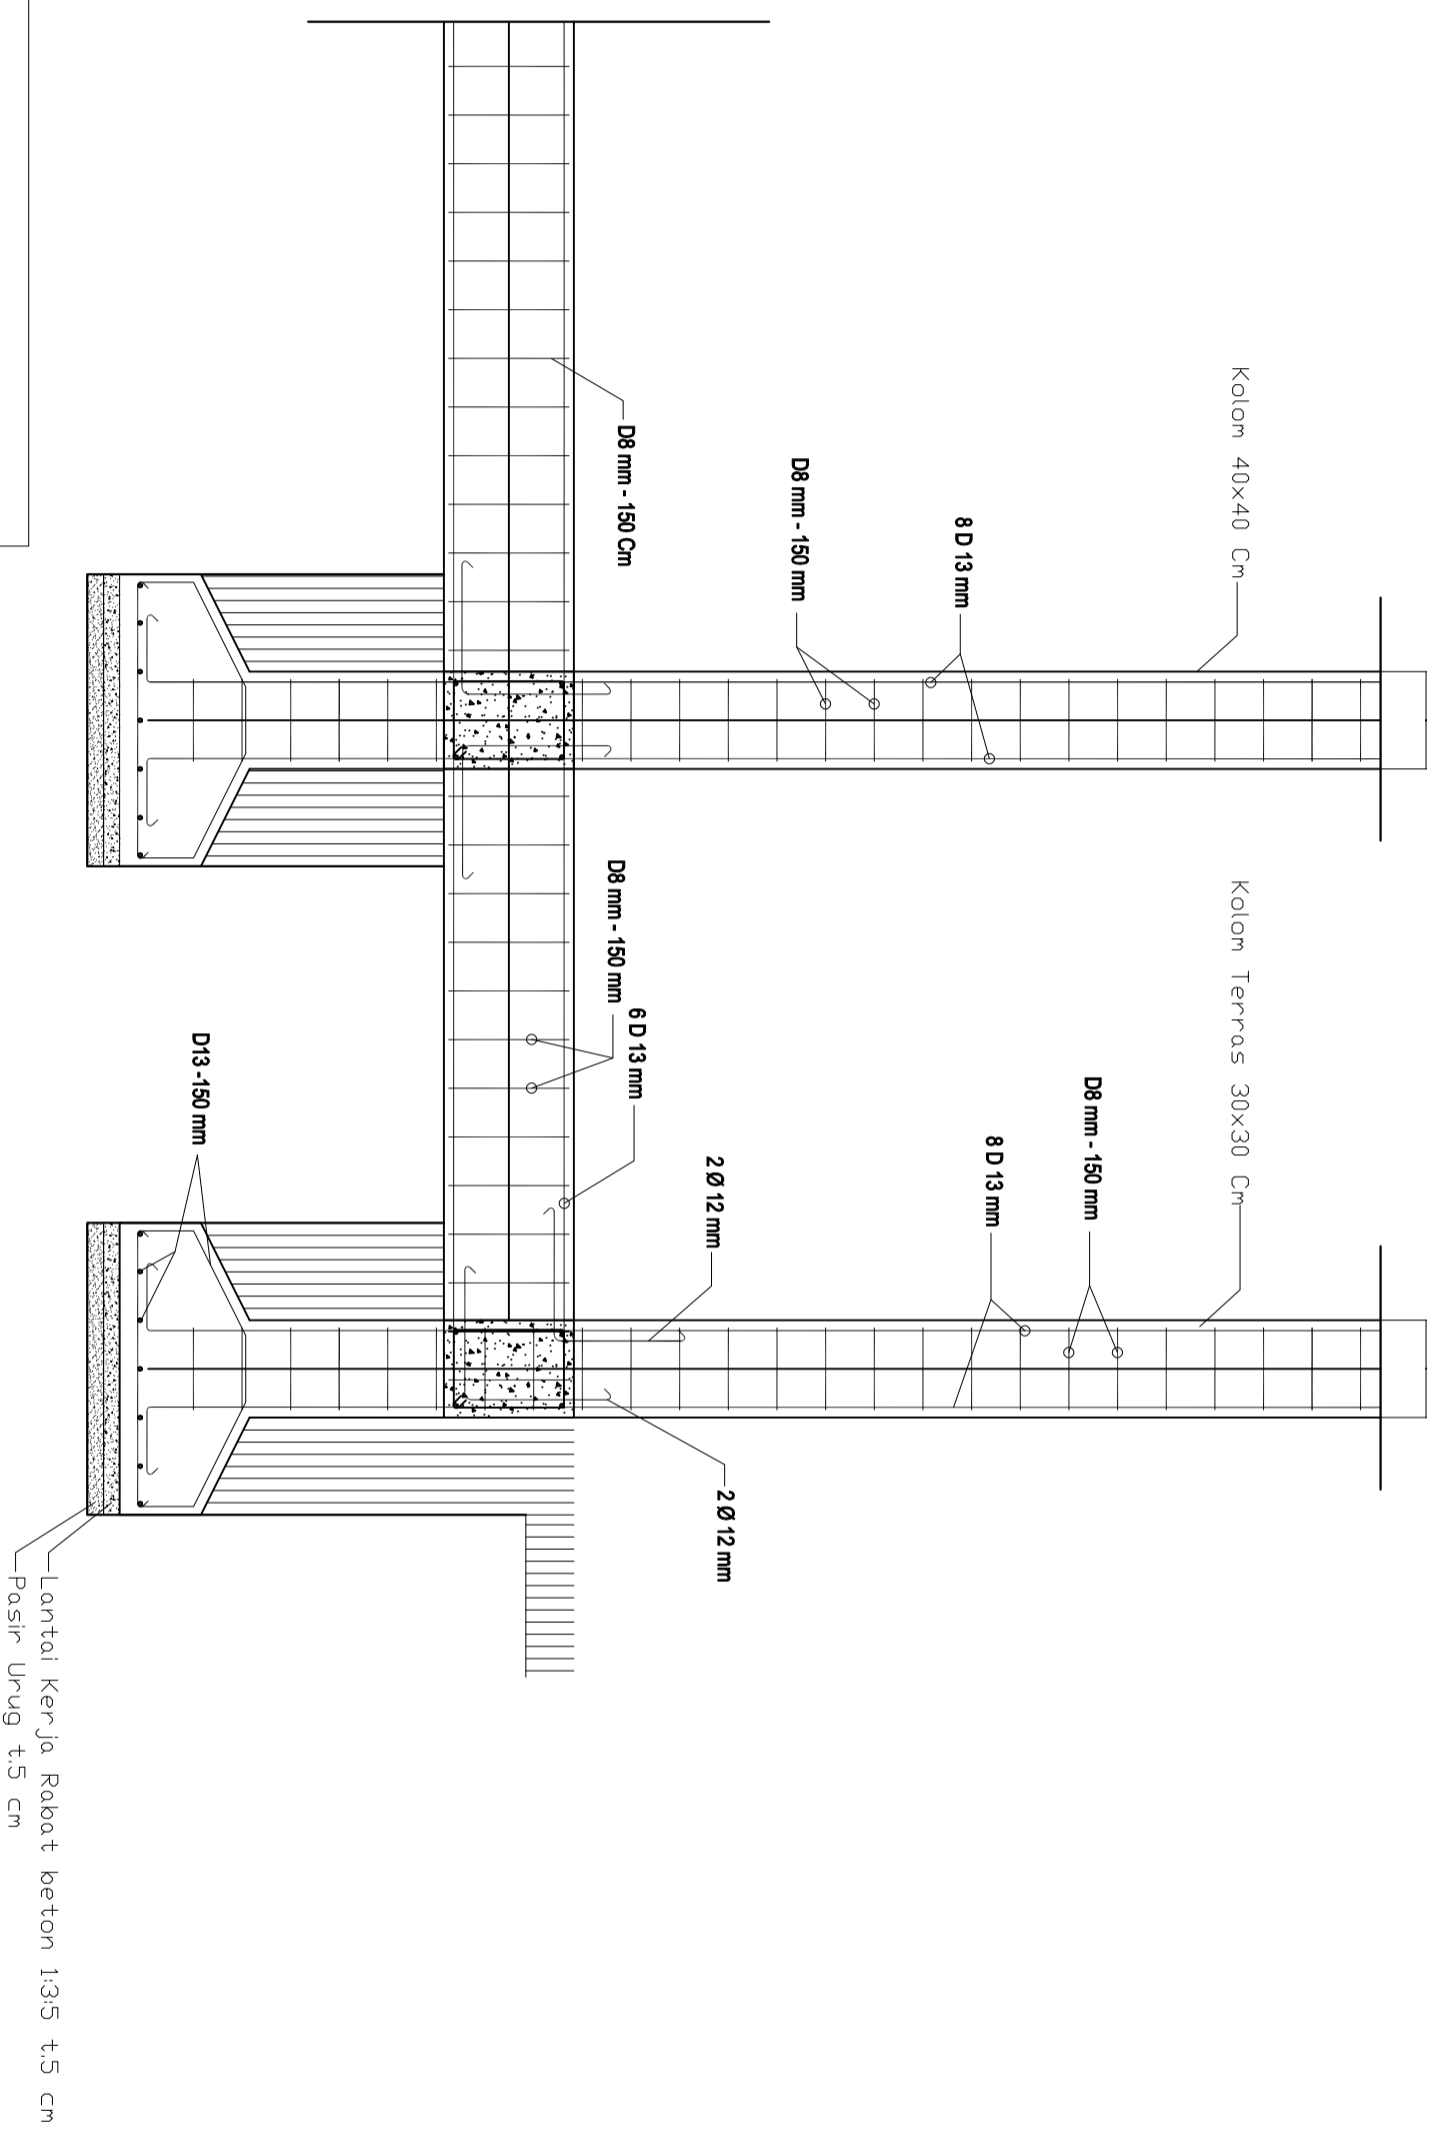 Kolom 40x40 Cm
Kolom Terras 30x30 Cm
D8 mm - 150 mm
8 D 13 mm
8 D 13 mm
D8 mm - 150 mm
2 Ø 12 mm
2 Ø 12 mm
D8 mm - 150 Cm
6 D 13 mm
D8 mm - 150 mm
D13 -150 mm
Lantai Kerja Rabat beton 1:3:5 t.5 cm
Pasir Urug t.5 cm